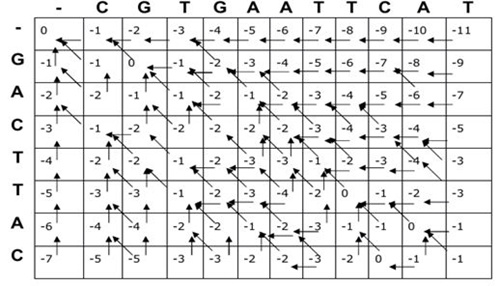 - C G T G A A T T C A T
- 0 -1 -2 -3 -4 -5 -6 -7 -8 -9 -10 -11
G -1 -1 0 -1 -2 -3 -4 -5 -6 -7 -8 -9
A -2 -2 -1 -1 -2 -1 -2 -3 -4 -5 -6 -7
C -3 -1 -2 -2 -2 -2 -2 -3 -4 -3 -4 -5
T -4 -2 -2 -1 -2 -3 -3 -1 -2 -3 -4 -3
T -5 -3 -3 -1 -2 -3 -4 -2 0 -1 -2 -3
A -6 -4 -4 -2 -2 -1 -2 -3 -1 -1 0 -1
C -7 -5 -5 -3 -3 -2 -2 -3 -2 0 -1 -1